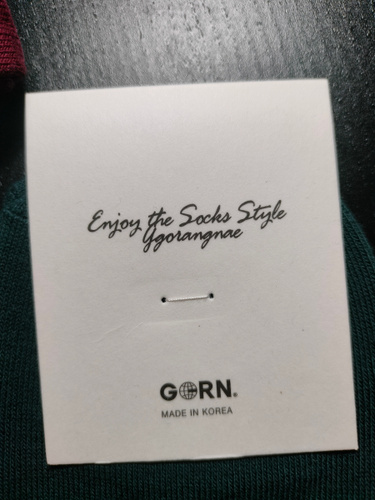 Enjoy the Socks Style
Ggorangnae
GORN.
MADE IN KOREA